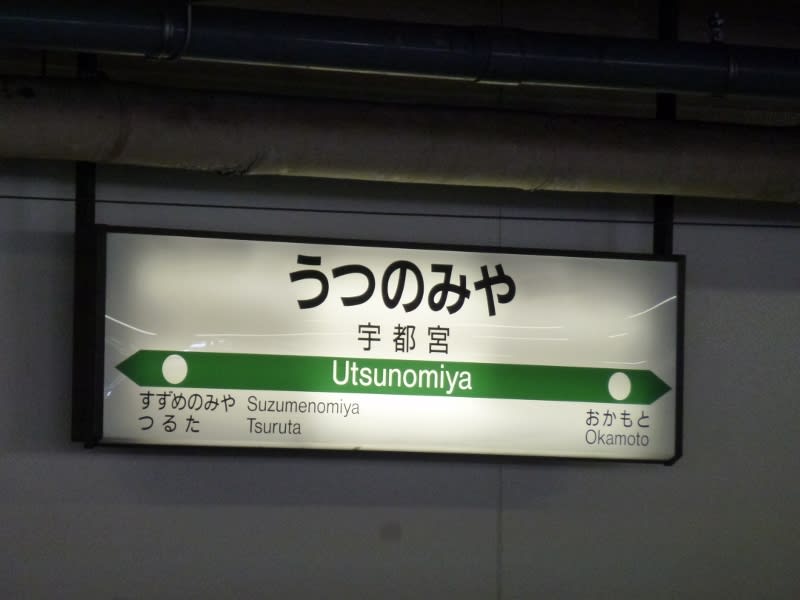 うつのみや
宇都宮
Utsunomiya
すずめのみや Suzumenomiya
つるた Tsuruta
おかもと
Okamoto